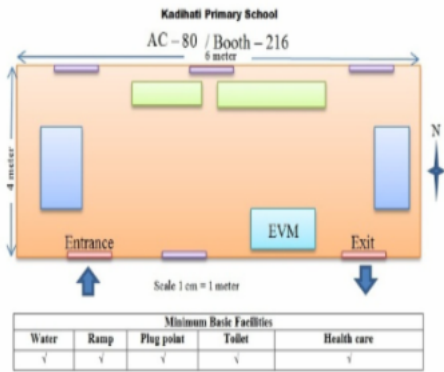 Kadihati Primary School
AC – 80 / Booth – 216
6 meter
4 meter
N
EVM
Entrance
Exit
Scale 1 cm = 1 meter
Minimum Basic Facilities
Water Ramp Plug point Toilet Health care
√ √ √ √ √